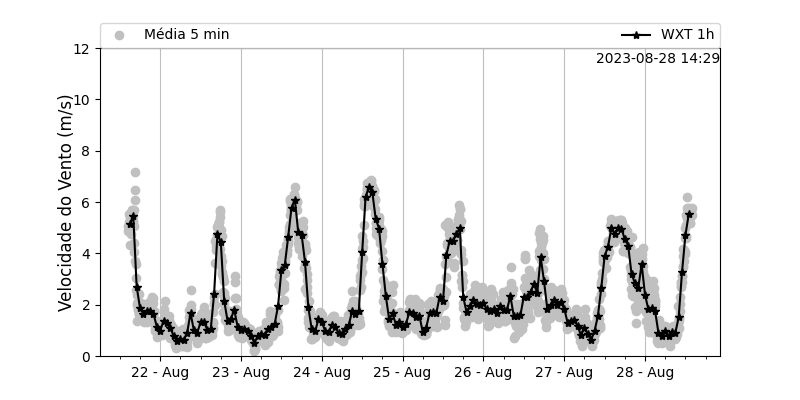 Média 5 min
WXT 1h
2023-08-28 14:29
Velocidade do Vento (m/s)
12
10
8
6
4
2
0
22 - Aug
23 - Aug
24 - Aug
25 - Aug
26 - Aug
27 - Aug
28 - Aug